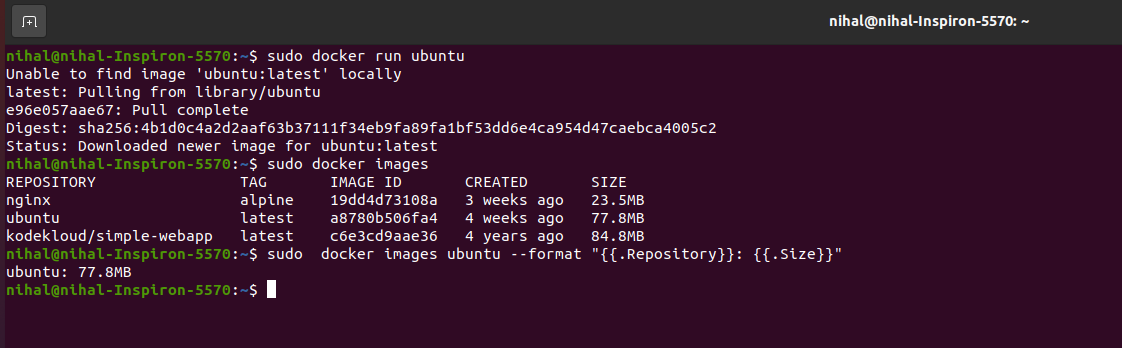 nihal@nihal-Inspiron-5570: ~
nihal@nihal-Inspiron-5570:~$ sudo docker run ubuntu
Unable to find image 'ubuntu:latest' locally
latest: Pulling from library/ubuntu
e96e057aae67: Pull complete
Digest: sha256:4b1d0c4a2d2aaf63b37111f34eb9fa89fa1bf53dd6e4ca954d47caebca4005c2
Status: Downloaded newer image for ubuntu:latest
nihal@nihal-Inspiron-5570:~$ sudo docker images
REPOSITORY                TAG       IMAGE ID       CREATED       SIZE
nginx                     alpine    19dd4d73108a   3 weeks ago   23.5MB
ubuntu                    latest    a8780b506fa4   4 weeks ago   77.8MB
kodekloud/simple-webapp   latest    c6e3cd9aae36   4 years ago   84.8MB
nihal@nihal-Inspiron-5570:~$ sudo  docker images ubuntu --format "{{.Repository}}: {{.Size}}"
ubuntu: 77.8MB
nihal@nihal-Inspiron-5570:~$